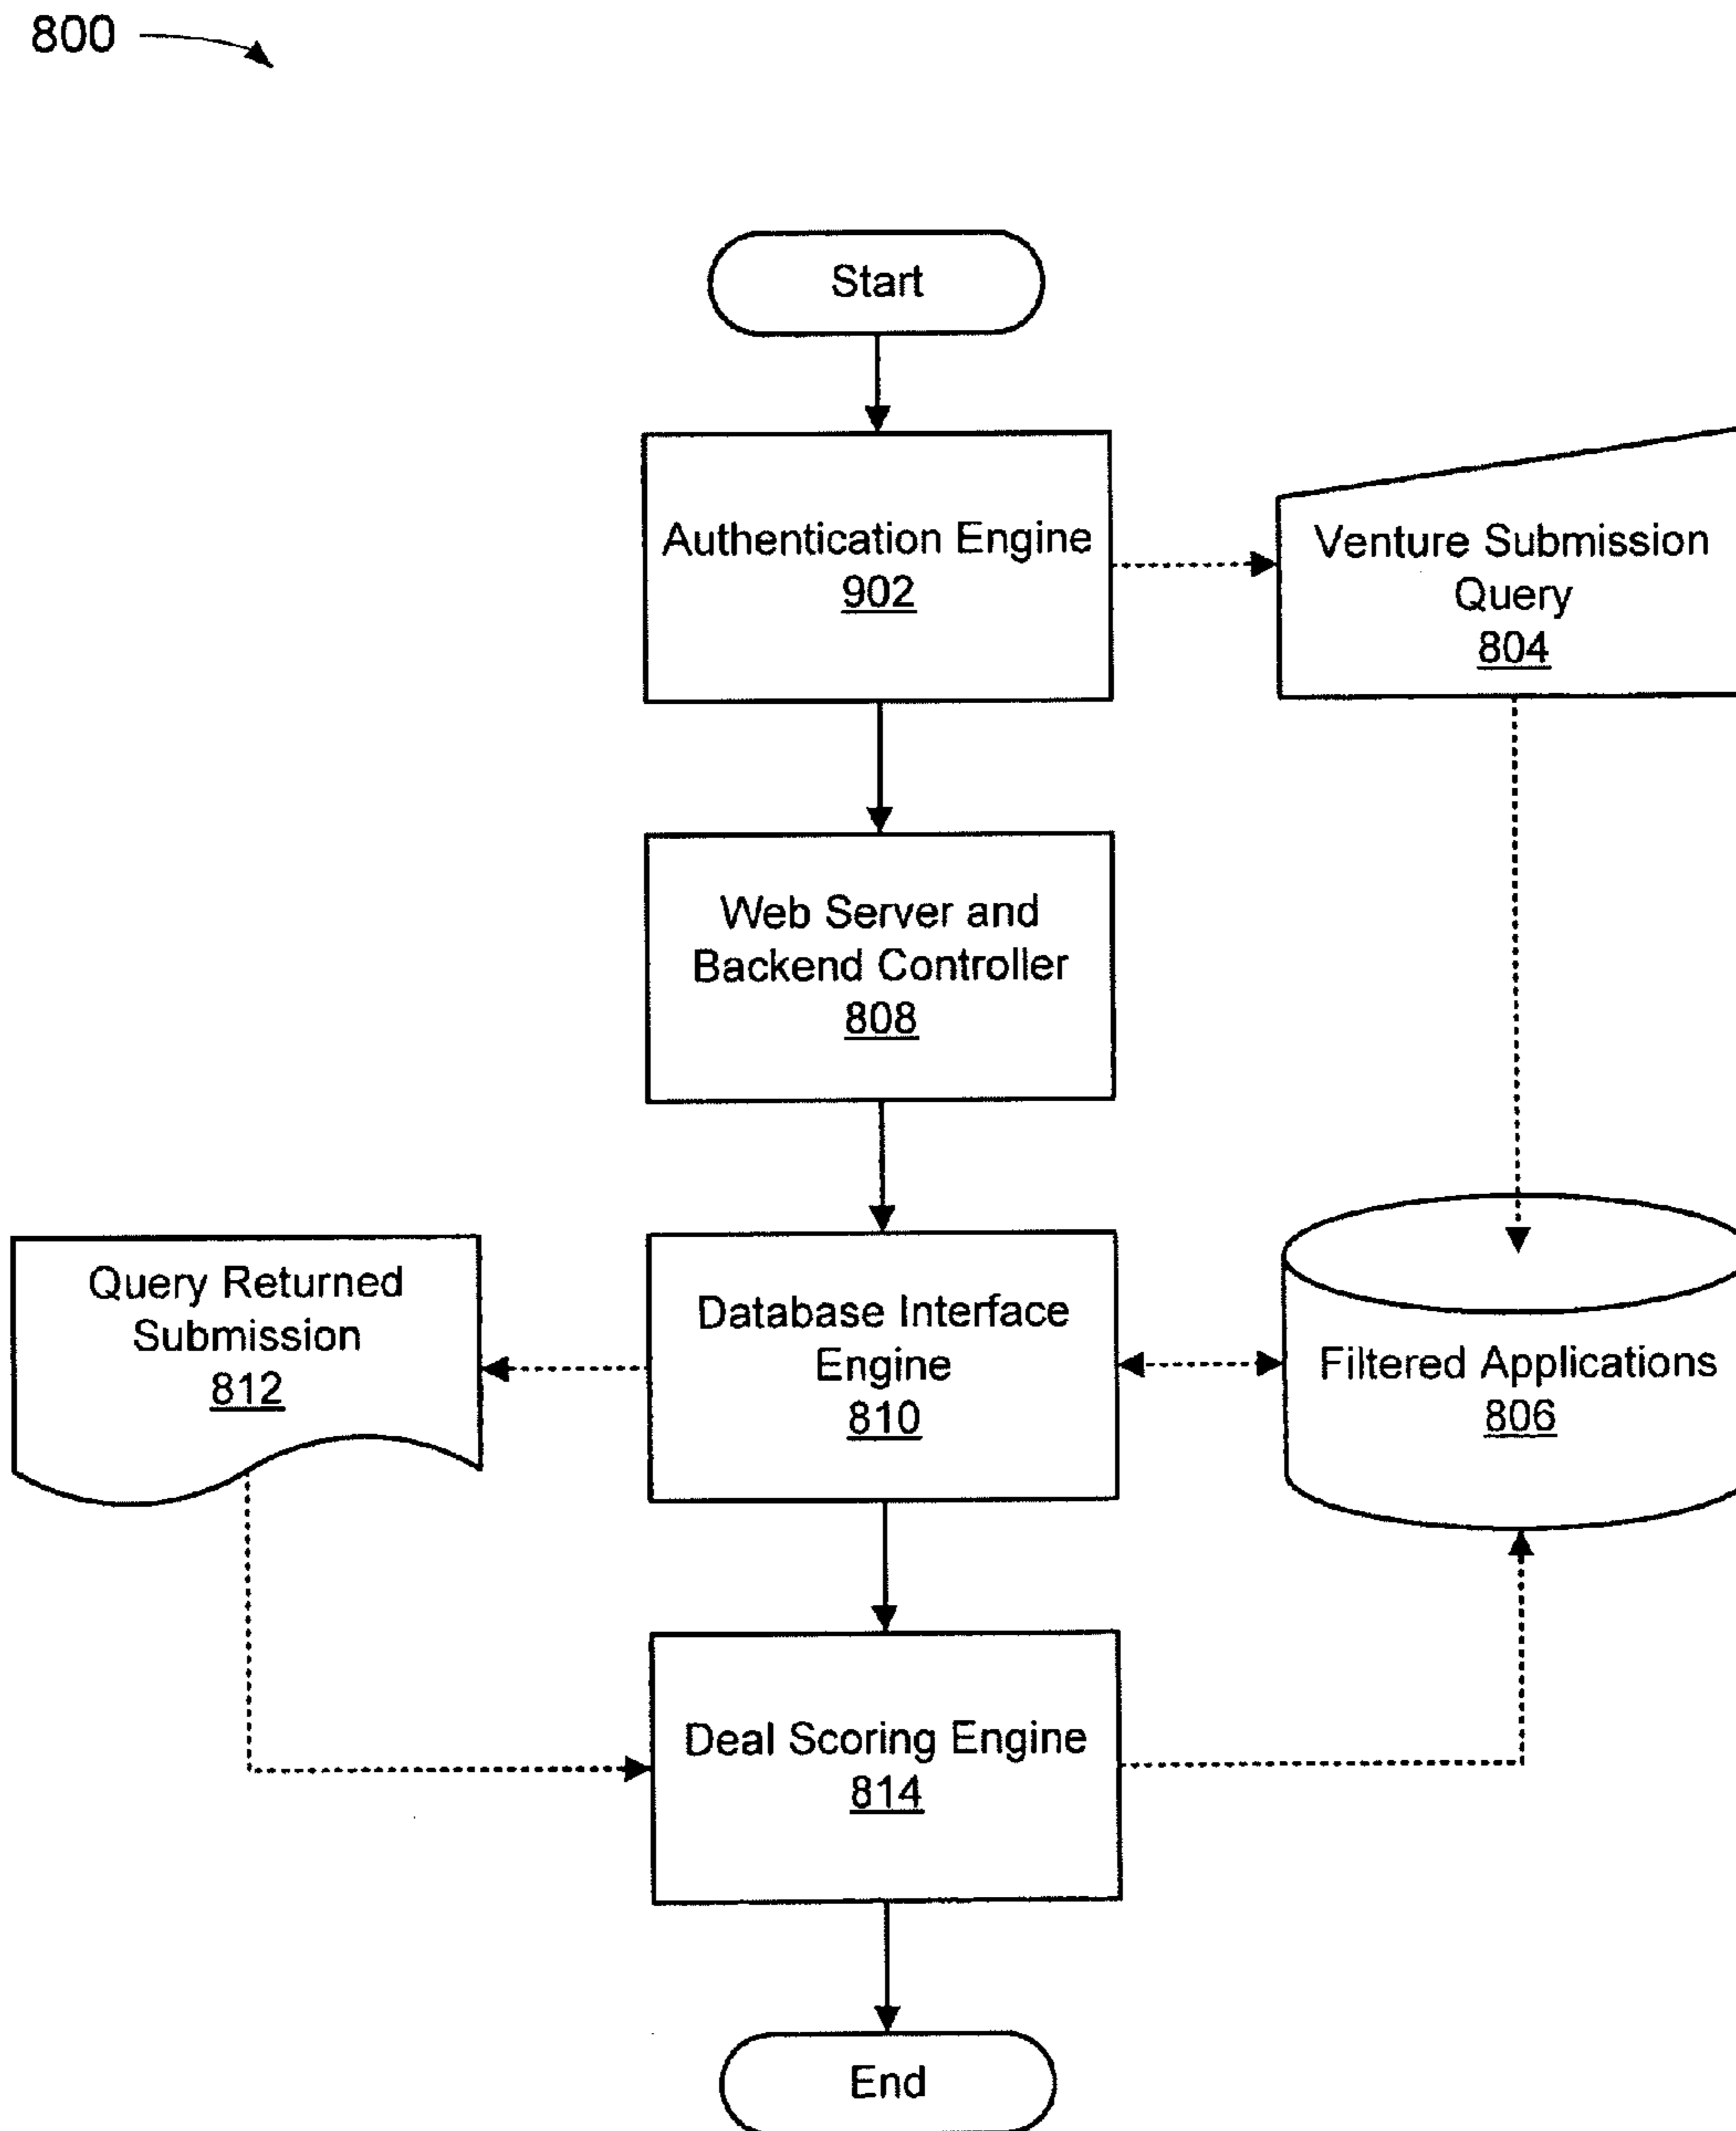 800
Start
Authentication Engine
902
Venture Submission
Query
804
Web Server and
Backend Controller
808
Query Returned
Submission
812
Database Interface
Engine
810
Filtered Applications
806
Deal Scoring Engine
814
End